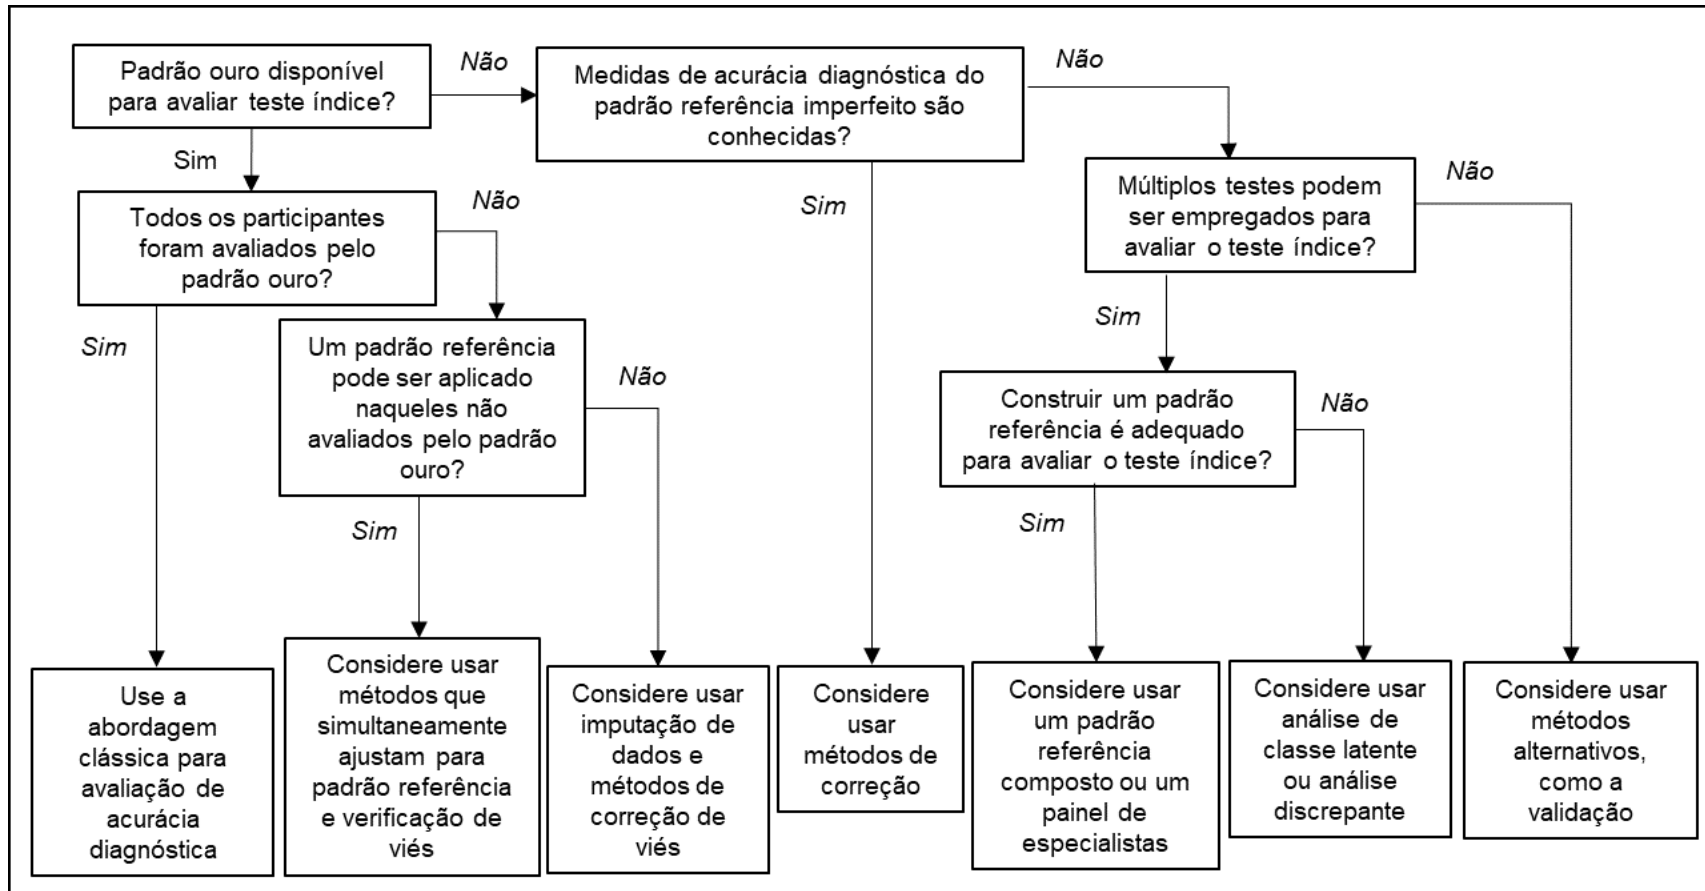 Padrão ouro disponível
para avaliar teste índice?
Não
Medidas de acurácia diagnóstica do
padrão referência imperfeito são
conhecidas?
Não
Sim
Todos os participantes
foram avaliados pelo
padrão ouro?
Não
Sim
Múltiplos testes podem
ser empregados para
avaliar o teste índice?
Não
Sim
Um padrão referência
pode ser aplicado
naqueles não
avaliados pelo padrão
ouro?
Não
Sim
Sim
Construir um padrão
referência é adequado
para avaliar o teste índice?
Não
Sim
Use a
abordagem
clássica para
avaliação de
acurácia
diagnóstica
Considere usar
métodos que
simultaneamente
ajustam para
padrão referência
e verificação de
viés
Considere usar
imputação de
dados e
métodos de
correção de
viés
Considere
usar
métodos de
correção
Considere usar
um padrão
referência
composto ou um
painel de
especialistas
Considere usar
análise de
classe latente
ou análise
discrepante
Considere usar
métodos
alternativos,
como a
validação